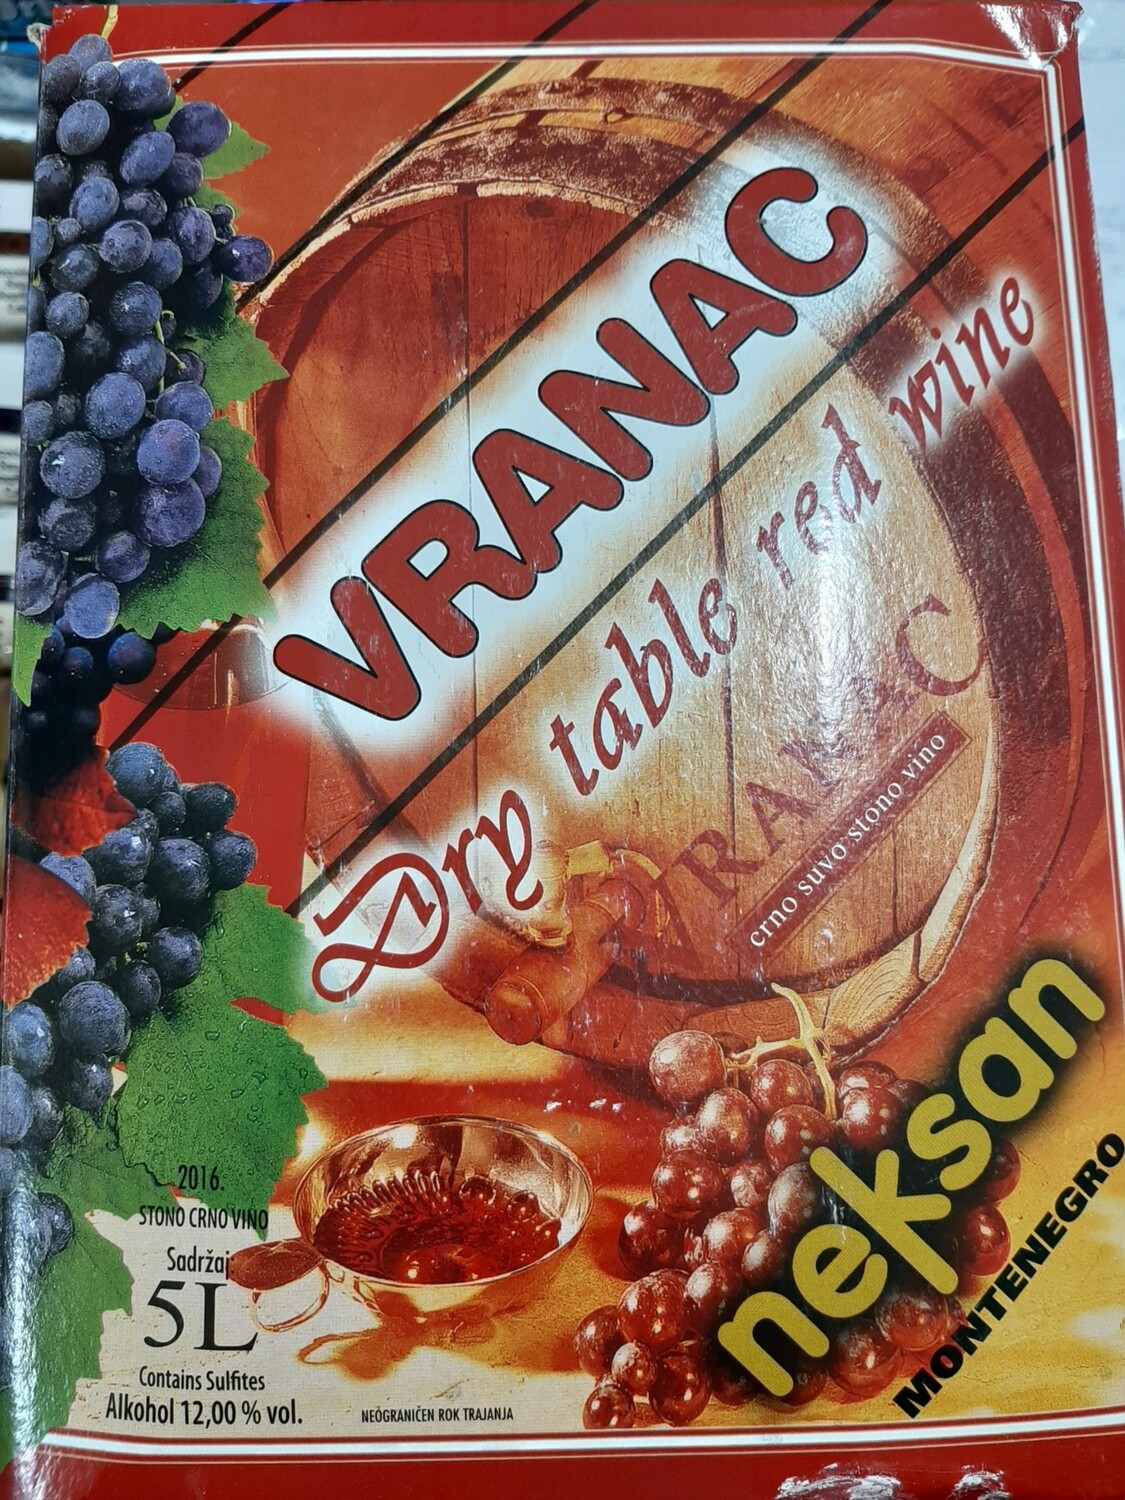 VRANAC
Dry table red wine
VRANAC
crno suvo stono vino
neksan
MONTENEGRO
2016.
STONO CRNO VINO
Sadržaj:
5L
Contains Sulfites
Alkohol 12,00 % vol.
NEOGRANIČEN ROK TRAJANJA